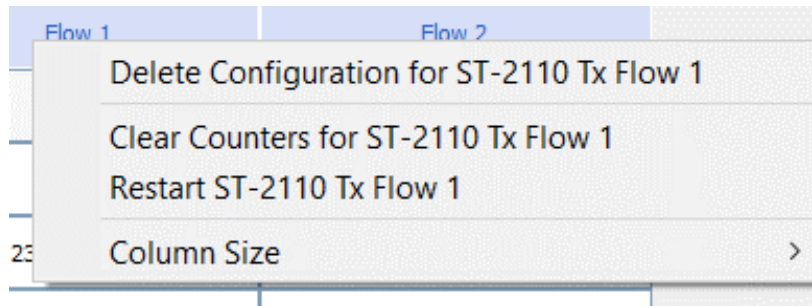 Flow 1
Flow 2
Delete Configuration for ST-2110 Tx Flow 1
Clear Counters for ST-2110 Tx Flow 1
Restart ST-2110 Tx Flow 1
23
Column Size